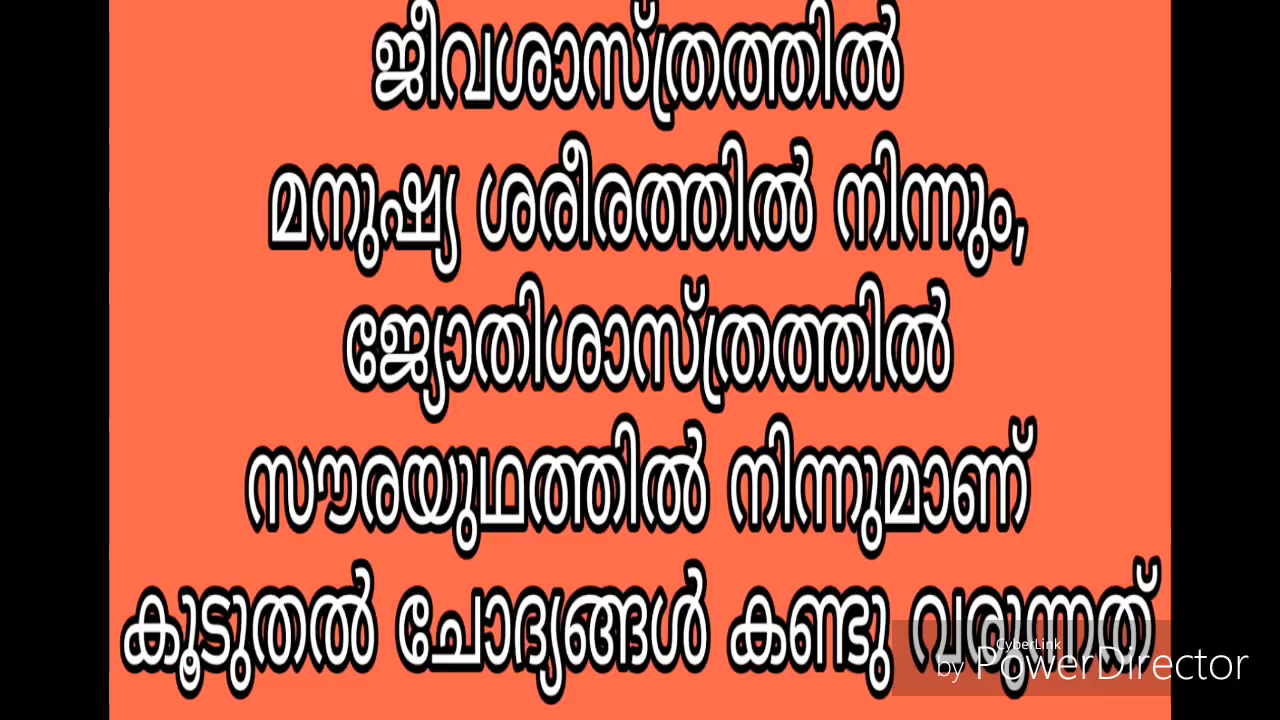 ജീവശാസ്ത്രത്തിൽ
മനുഷ്യ ശരീരത്തിൽ നിന്നും,
ജ്യോതിശാസ്ത്രത്തിൽ
സൗരയുഥത്തിൽ നിന്നുമാണ്
കൂടുതൽ ചോദ്യങ്ങൾ കണ്ടു വരുന്നത്
CyberLink
by PowerDirector